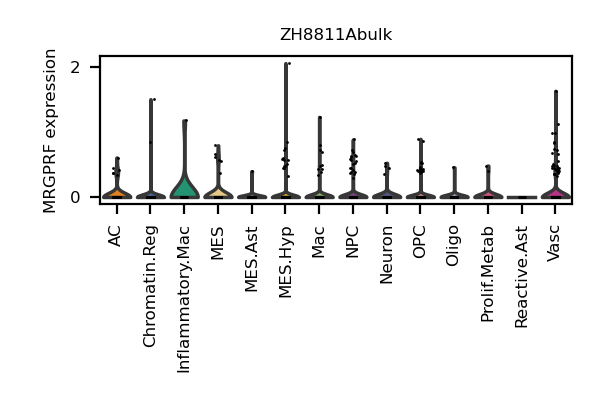 ZH8811Abulk
MRGPRF expression
2
0
AC
Chromatin.Reg
Inflammatory.Mac
MES
MES.Ast
MES.Hyp
Mac
NPC
Neuron
OPC
Oligo
Prolif.Metab
Reactive.Ast
Vasc